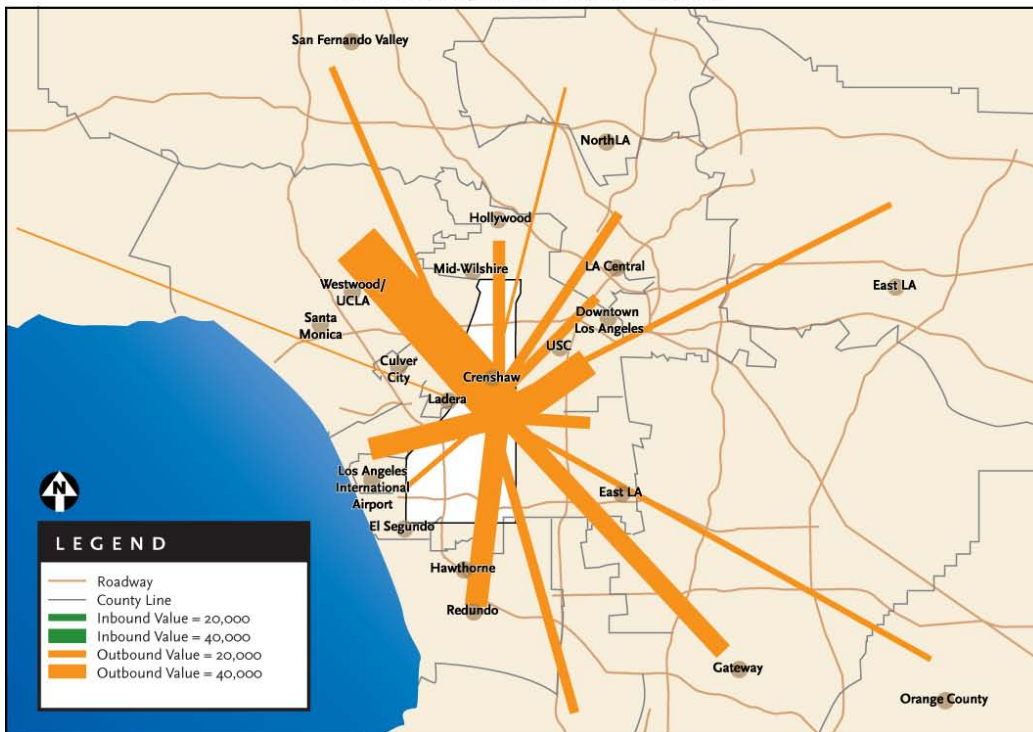 San Fernando Valley
NorthLA
Hollywood
Mid-Wilshire
LA Central
Westwood/
UCLA
East LA
Santa
Monica
Downtown
Los Angeles
USC
Culver
City
Crenshaw
Ladera
Los Angeles
International
Airport
East LA
El Segundo
Hawthorne
Redundo
Gateway
Orange County
N
LEGEND
Roadway
County Line
Inbound Value = 20,000
Inbound Value = 40,000
Outbound Value = 20,000
Outbound Value = 40,000